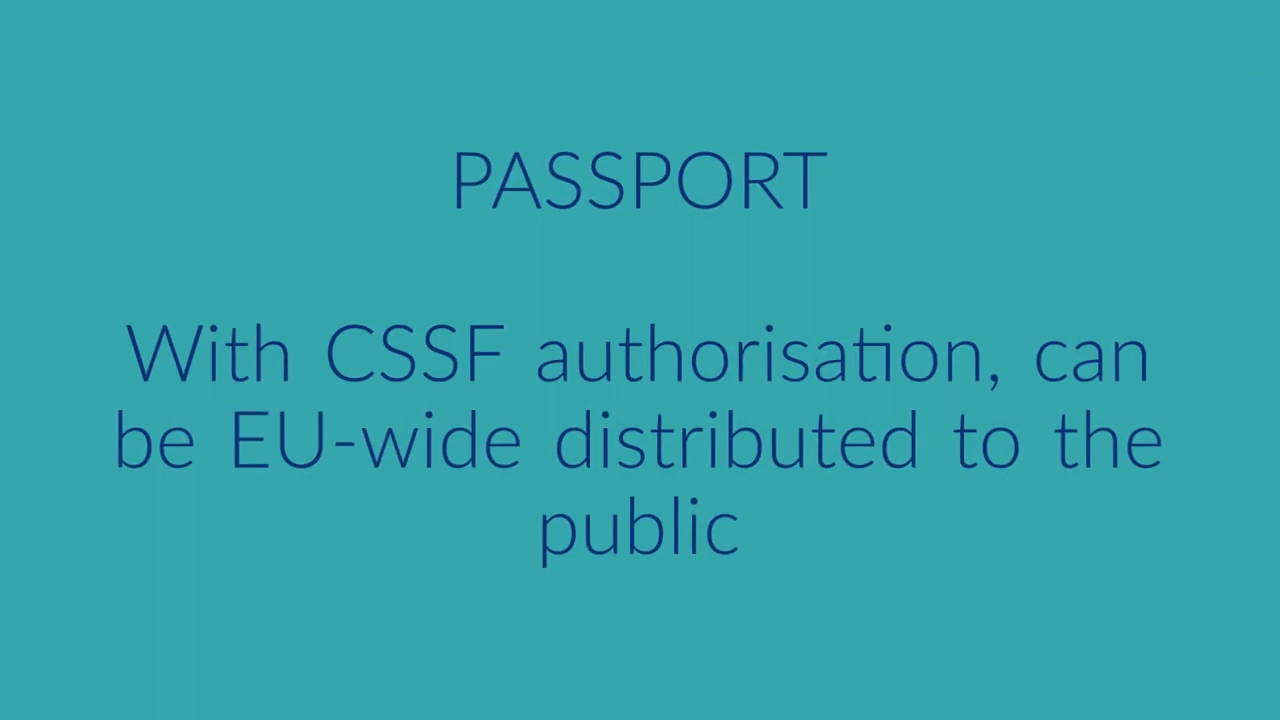 PASSPORT
With CSSF authorisation, can
be EU-wide distributed to the
public